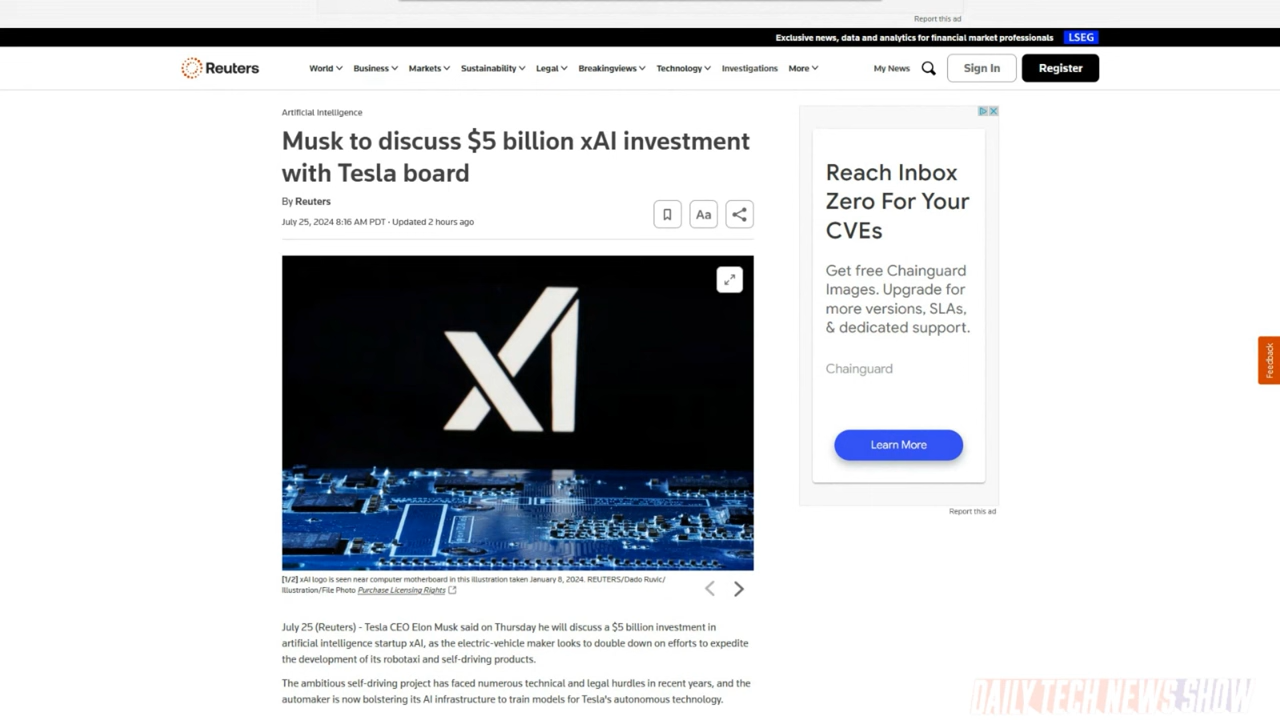 Report this ad
Exclusive news, data and analytics for financial market professionals LSEG
Reuters World Business Markets Sustainability Legal Breakingviews Technology Investigations More My News Sign In Register
Artificial Intelligence
Musk to discuss $5 billion xAI investment
with Tesla board
By Reuters
July 25, 2024 8:16 AM PDT · Updated 2 hours ago
Aa
xAI
[1/2] xAI logo is seen near computer motherboard in this illustration taken January 8, 2024. REUTERS/Dado Ruvic/
Illustration/File Photo Purchase Licensing Rights
July 25 (Reuters) - Tesla CEO Elon Musk said on Thursday he will discuss a $5 billion investment in
artificial intelligence startup xAI, as the electric-vehicle maker looks to double down on efforts to expedite
the development of its robotaxi and self-driving products.
The ambitious self-driving project has faced numerous technical and legal hurdles in recent years, and the
automaker is now bolstering its AI infrastructure to train models for Tesla's autonomous technology.
Reach Inbox
Zero For Your
CVEs
Get free Chainguard
Images. Upgrade for
more versions, SLAs,
& dedicated support.
Chainguard
Learn More
Report this ad
Feedback
DAILY TECH NEWS SHOW